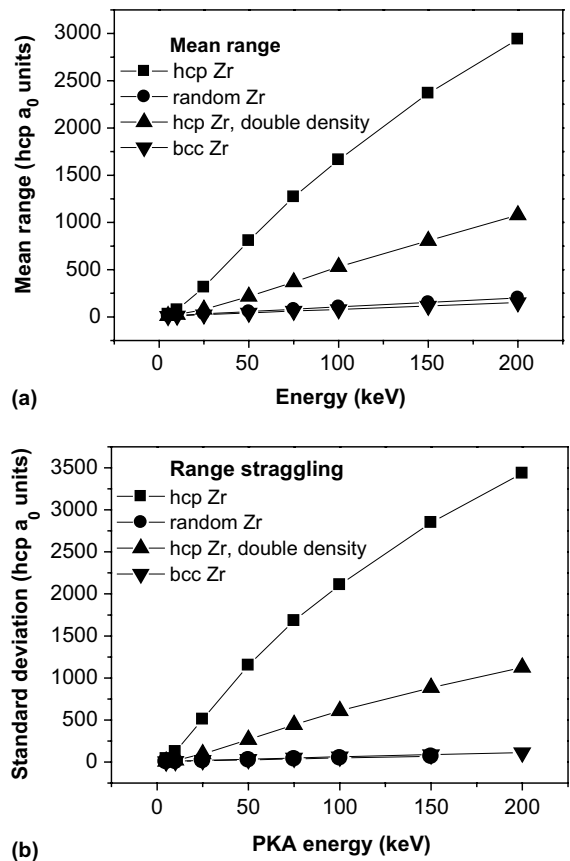 3000
2500
2000
1500
1000
500
0
Mean range (hcp a0 units)
Mean range
hcp Zr
random Zr
hcp Zr, double density
bcc Zr
0 50 100 150 200
Energy (keV)
(a)
3500
3000
2500
2000
1500
1000
500
0
Standard deviation (hcp a0 units)
Range straggling
hcp Zr
random Zr
hcp Zr, double density
bcc Zr
0 50 100 150 200
PKA energy (keV)
(b)